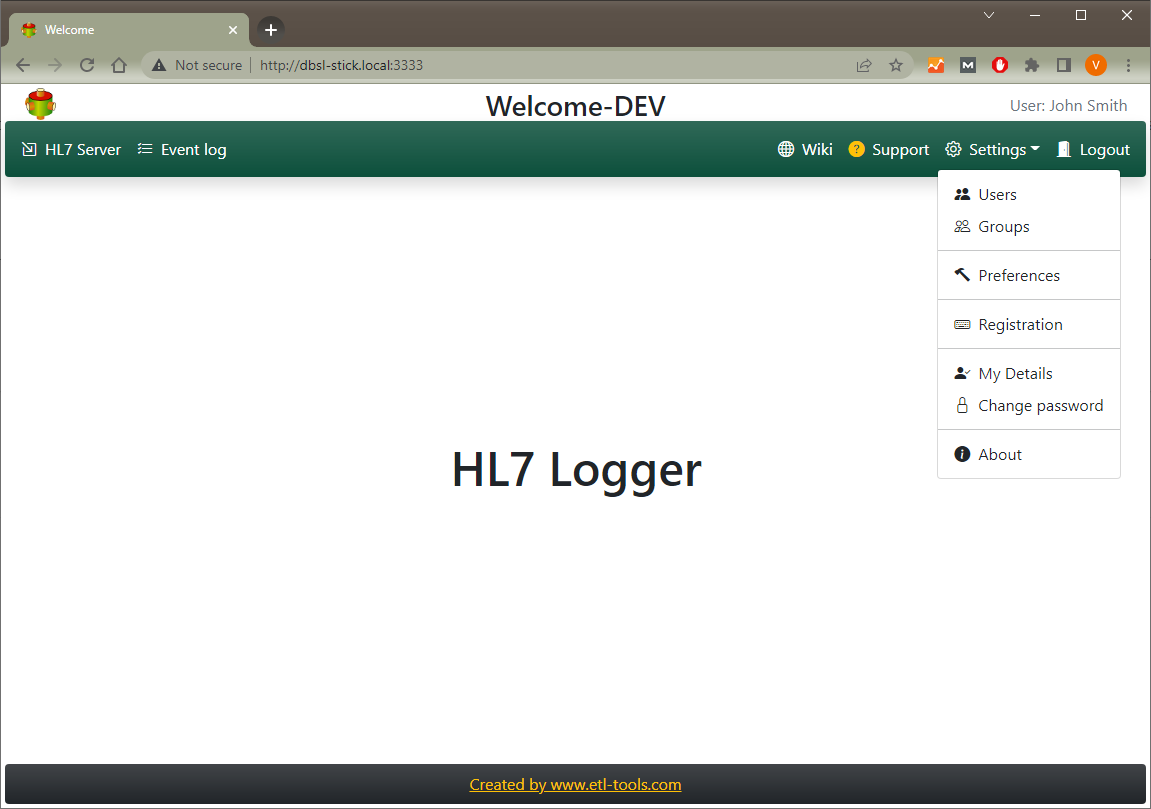 Welcome
Not secure
http://dbsl-stick.local:3333
V
Welcome-DEV
User: John Smith
HL7 Server
Event log
Wiki
? Support
Settings
Logout
Users
Groups
Preferences
Registration
My Details
Change password
About
HL7 Logger
Created by www.etl-tools.com